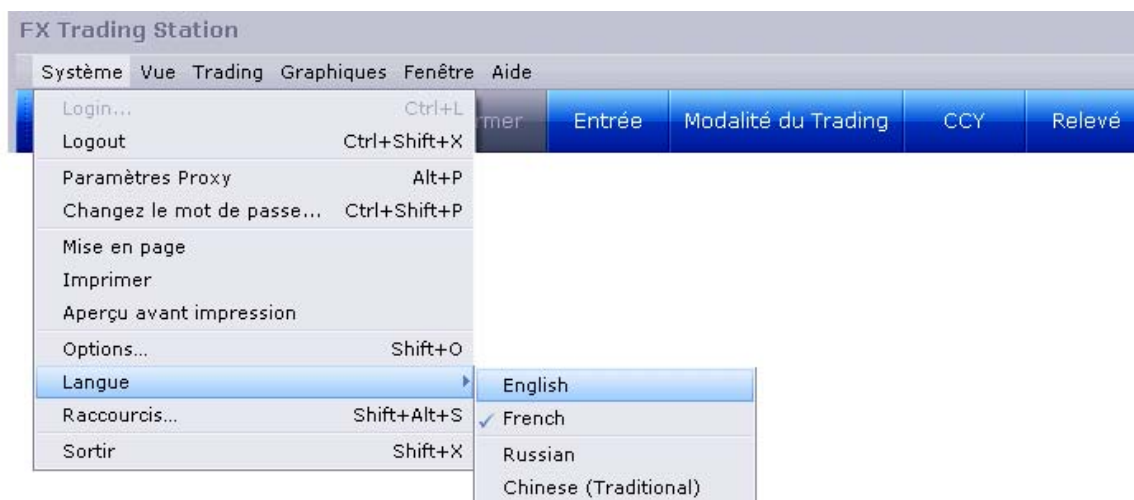 FX Trading Station
Système Vue Trading Graphiques Fenêtre Aide
Login... Ctrl+L
rmer Entrée Modalité du Trading CCY Relevé
Logout Ctrl+Shift+X
Paramètres Proxy Alt+P
Changez le mot de passe... Ctrl+Shift+P
Mise en page
Imprimer
Aperçu avant impression
Options... Shift+O
Langue
English
Raccourcis... Shift+Alt+S
French
Sortir Shift+X
Russian
Chinese (Traditional)